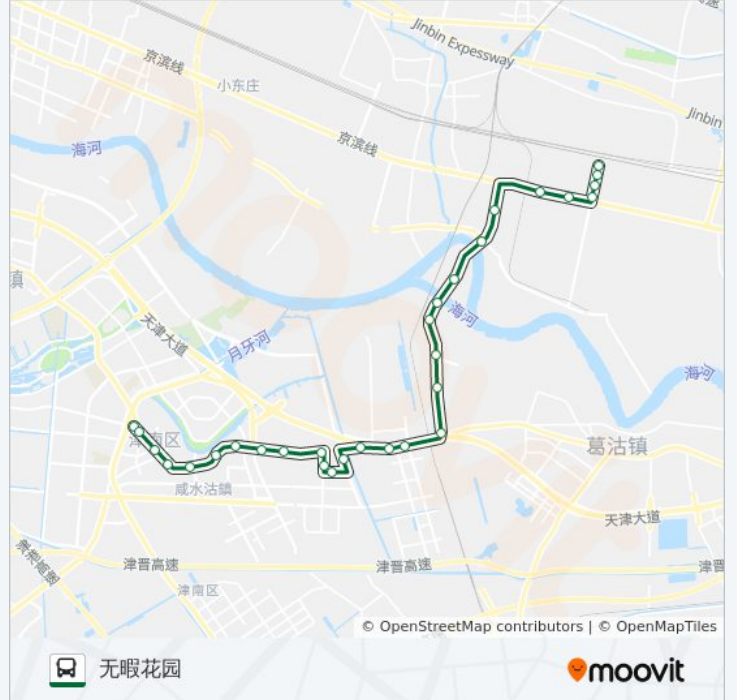 Jinbin Expessway
京滨线
小东庄
Jinbin
海河
京滨线
镇
海河
天津大道
月牙河
海河
津南区
葛沽镇
咸水沽鎮
天津大道
津晋高速
津晋高速
津晋
津南区
© OpenStreetMap contributors | © OpenMapTiles
无暇花园
moovit